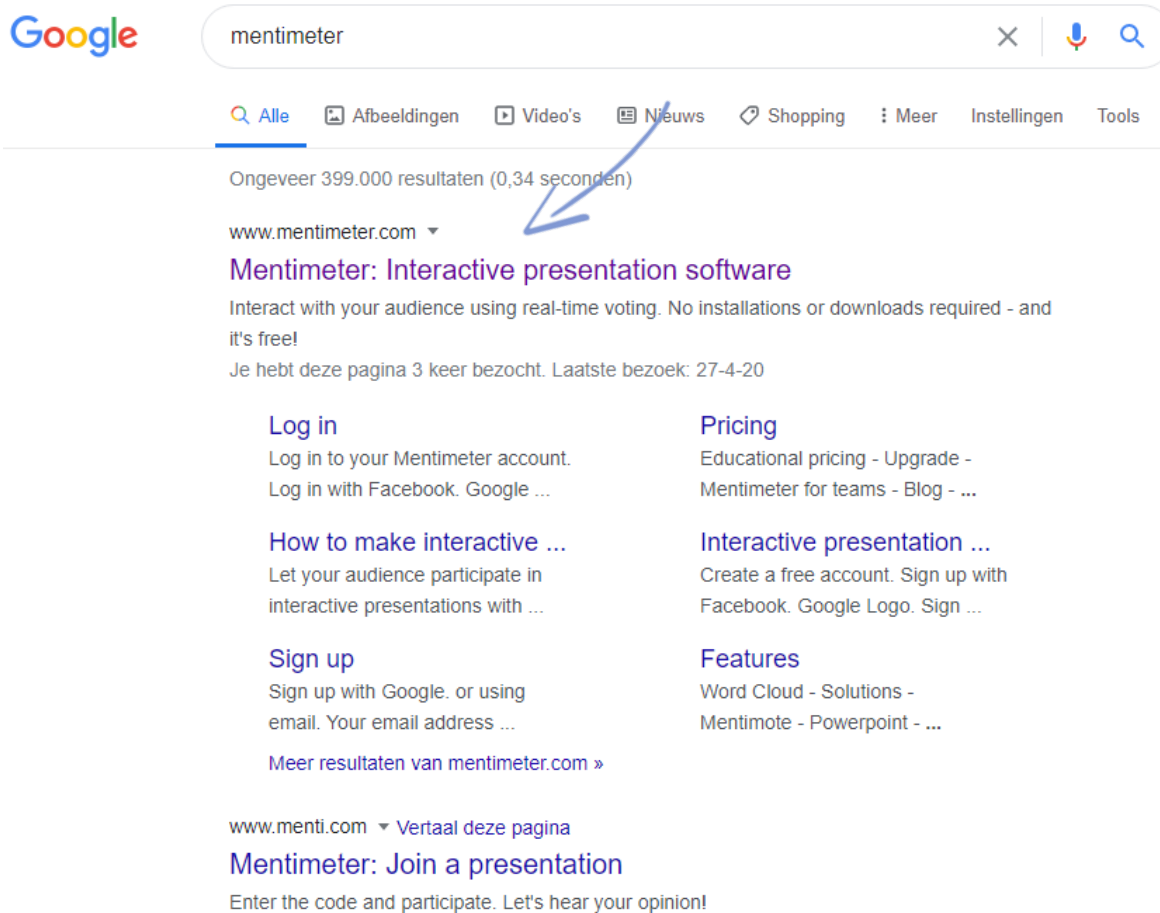 Google
mentimeter
Alle Afbeeldingen Video's Nieuws Shopping Meer Instellingen Tools
Ongeveer 399.000 resultaten (0,34 seconden)
www.mentimeter.com
Mentimeter: Interactive presentation software
Interact with your audience using real-time voting. No installations or downloads required - and
it's free!
Je hebt deze pagina 3 keer bezocht. Laatste bezoek: 27-4-20
Log in
Log in to your Mentimeter account.
Log in with Facebook. Google ...
Pricing
Educational pricing - Upgrade -
Mentimeter for teams - Blog - ...
How to make interactive ...
Let your audience participate in
interactive presentations with ...
Interactive presentation ...
Create a free account. Sign up with
Facebook. Google Logo. Sign ...
Sign up
Sign up with Google. or using
email. Your email address ...
Features
Word Cloud - Solutions -
Mentimote - Powerpoint - ...
Meer resultaten van mentimeter.com »
www.menti.com Vertaal deze pagina
Mentimeter: Join a presentation
Enter the code and participate. Let's hear your opinion!